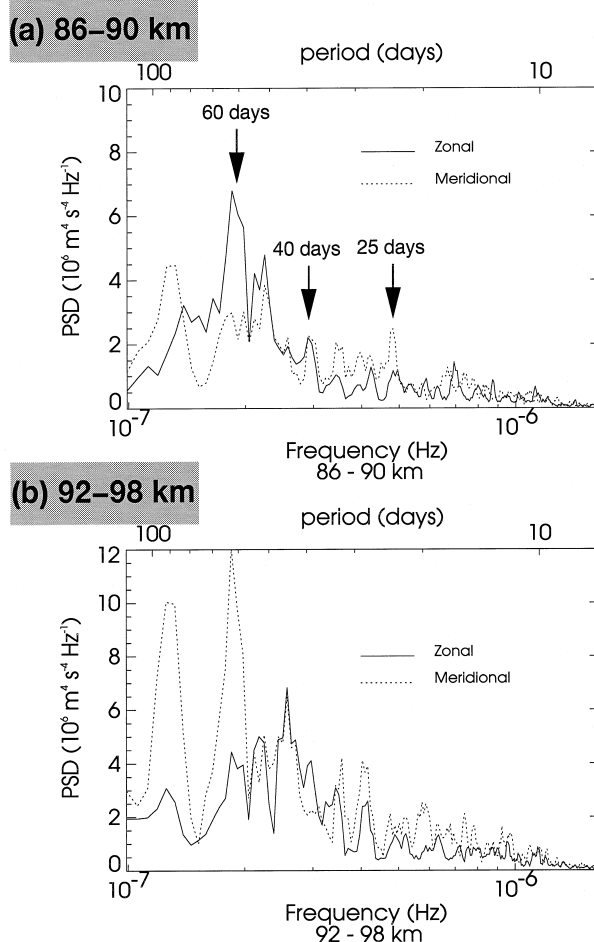 (a) 86–90 km
period (days)
100 10
10
60 days
8
Zonal
Meridional
6
40 days 25 days
4
2
0
PSD (10⁶ m⁴ s⁻⁴ Hz⁻¹)
10⁻⁷ 10⁻⁶
Frequency (Hz)
86 - 90 km
(b) 92–98 km
period (days)
100 10
12
10
8
Zonal
Meridional
6
4
2
0
PSD (10⁶ m⁴ s⁻⁴ Hz⁻¹)
10⁻⁷ 10⁻⁶
Frequency (Hz)
92 - 98 km